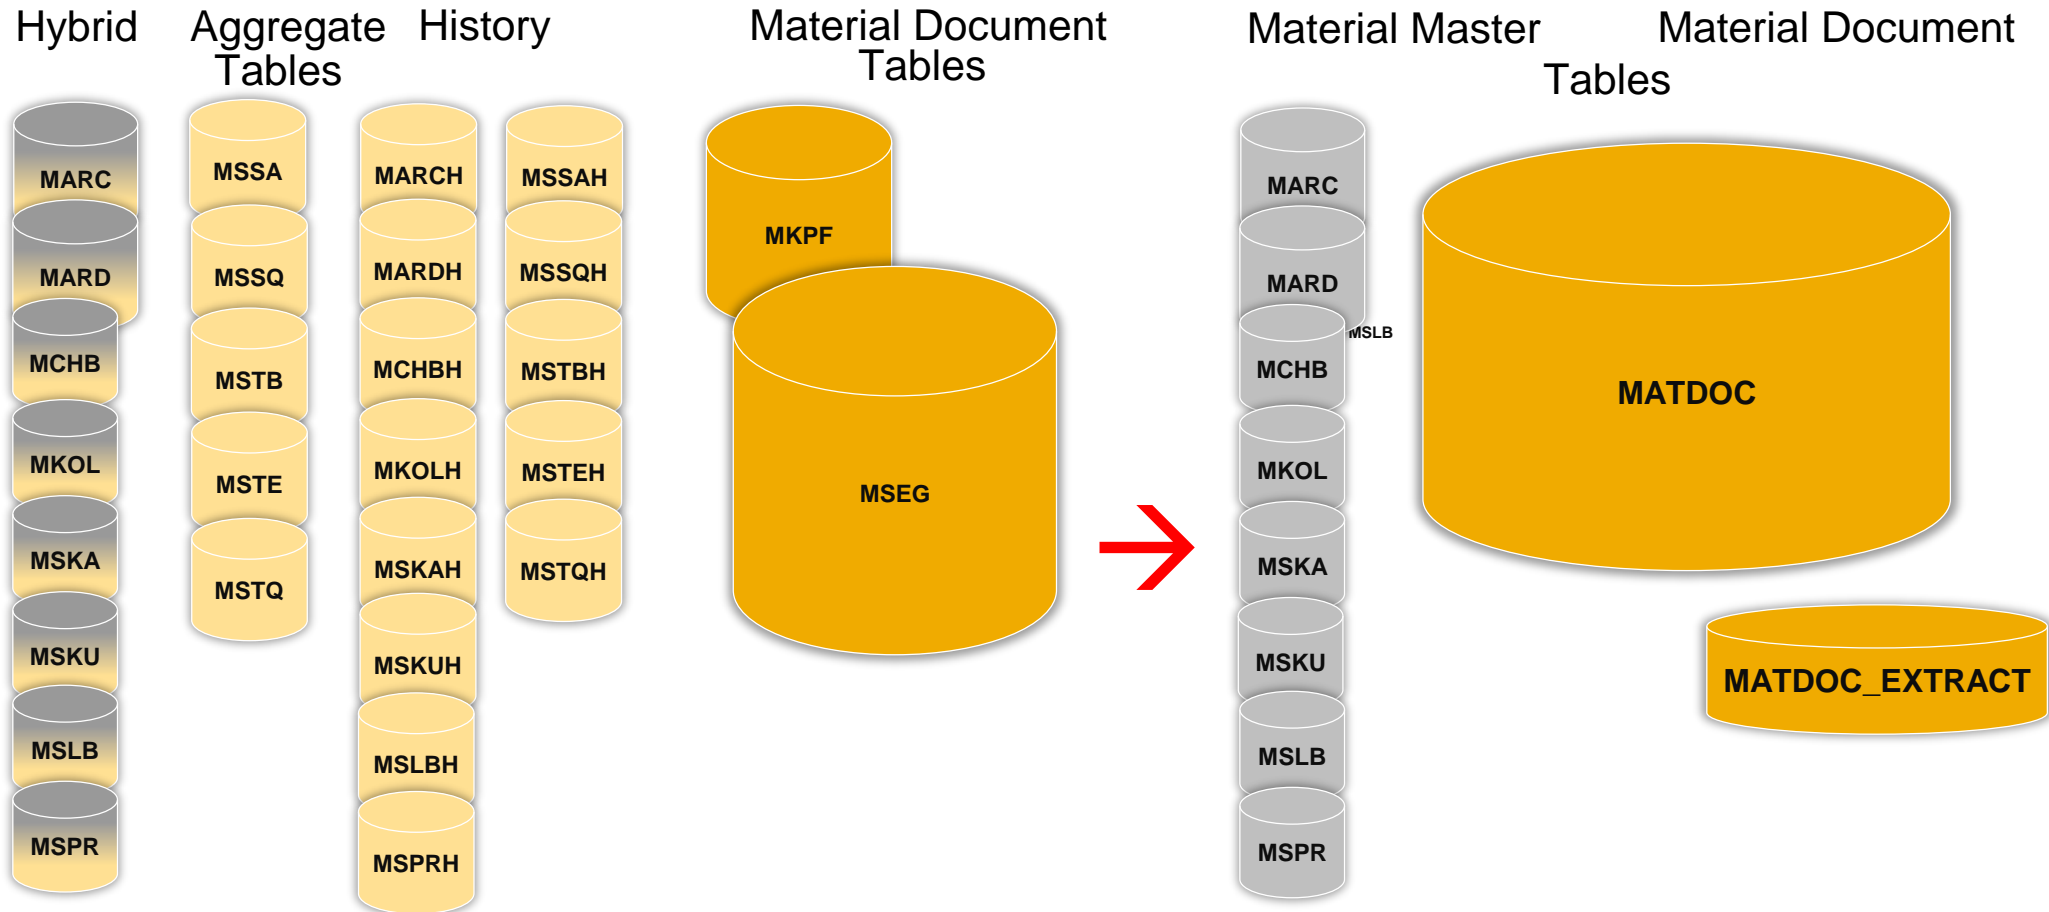 Hybrid
Aggregate
Tables
History
Material Document
Tables
Material Master
Material Document
Tables
MARC
MARD
MCHB
MKOL
MSKA
MSKU
MSLB
MSPR
MSSA
MSSQ
MSTB
MSTE
MSTQ
MARCH
MARDH
MCHBH
MKOLH
MSKAH
MSKUH
MSLBH
MSPRH
MSSAH
MSSQH
MSTBH
MSTEH
MSTQH
MKPF
MSEG
MARC
MARD
MSLB
MCHB
MKOL
MSKA
MSKU
MSLB
MSPR
MATDOC
MATDOC_EXTRACT